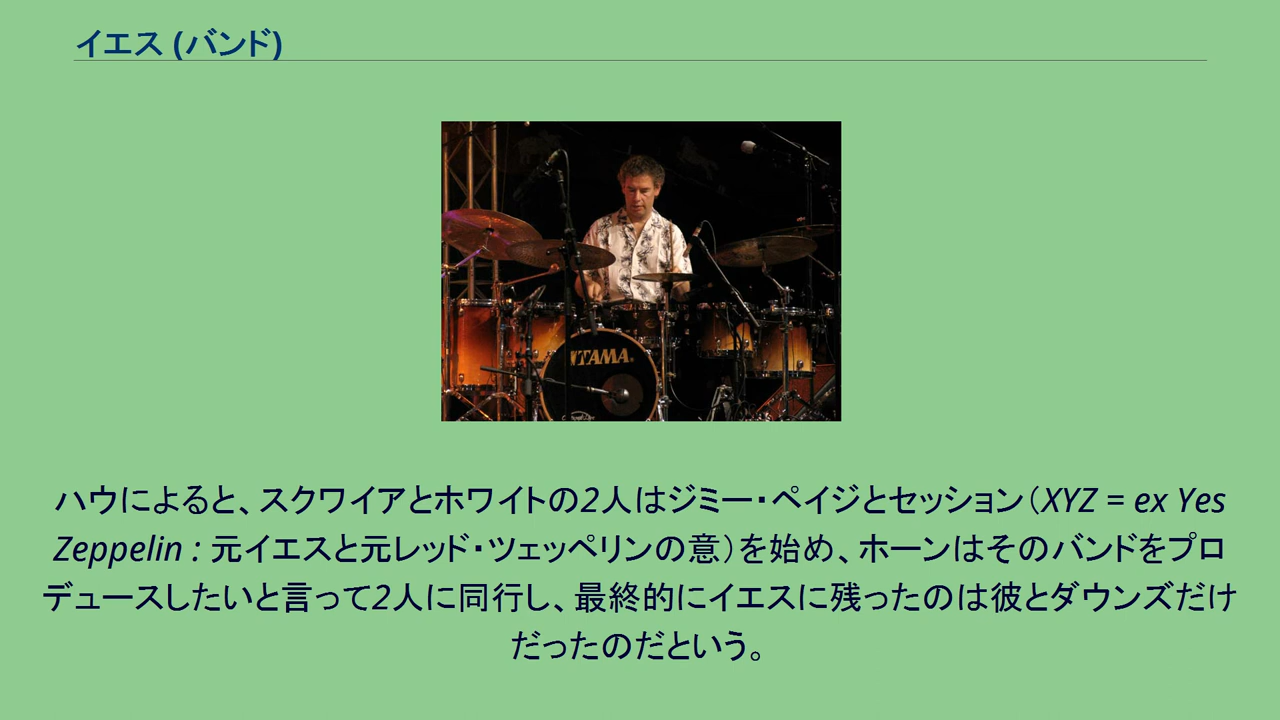 イエス (バンド)
TAMA
ハウによると、スクワイアとホワイトの2人はジミー・ペイジとセッション（XYZ = ex Yes
Zeppelin : 元イエスと元レッド・ツェッペリンの意）を始め、ホーンはそのバンドをプロ
デュースしたいと言って2人に同行し、最終的にイエスに残ったのは彼とダウンズだけ
だったのだという。